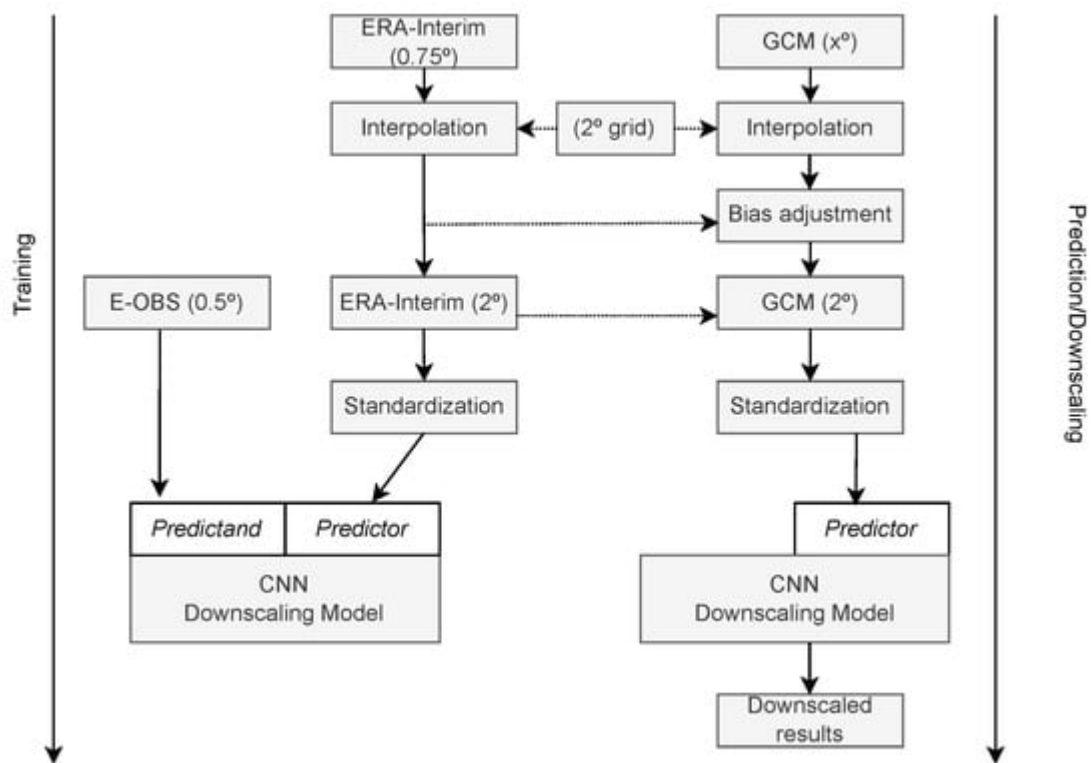 ERA-Interim
(0.75º)
GCM (xº)
Interpolation
(2º grid)
Interpolation
Bias adjustment
Training
Prediction/Downscaling
E-OBS (0.5º)
ERA-Interim (2º)
GCM (2º)
Standardization
Standardization
Predictand
Predictor
Predictor
CNN
Downscaling Model
CNN
Downscaling Model
Downscaled
results